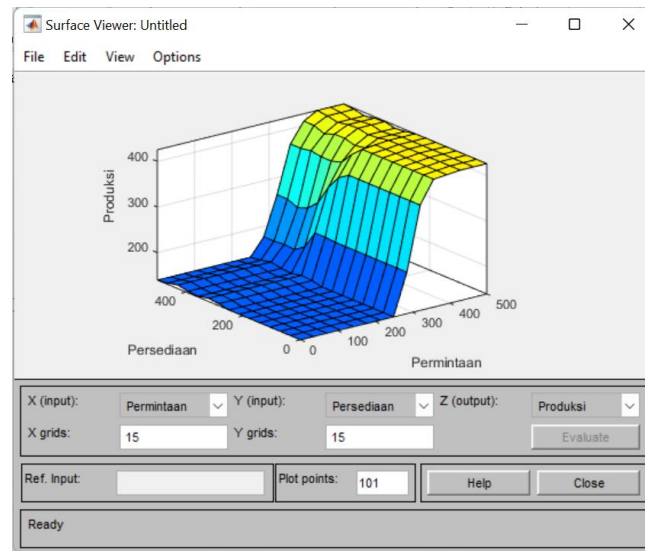 Surface Viewer: Untitled
File Edit View Options
Produksi
400
300
200
400
200
0
Persediaan
0
100
200
300
400
500
Permintaan
X (input): Permintaan Y (input): Persediaan Z (output): Produksi
X grids: 15 Y grids: 15 Evaluate
Ref. Input: Plot points: 101 Help Close
Ready